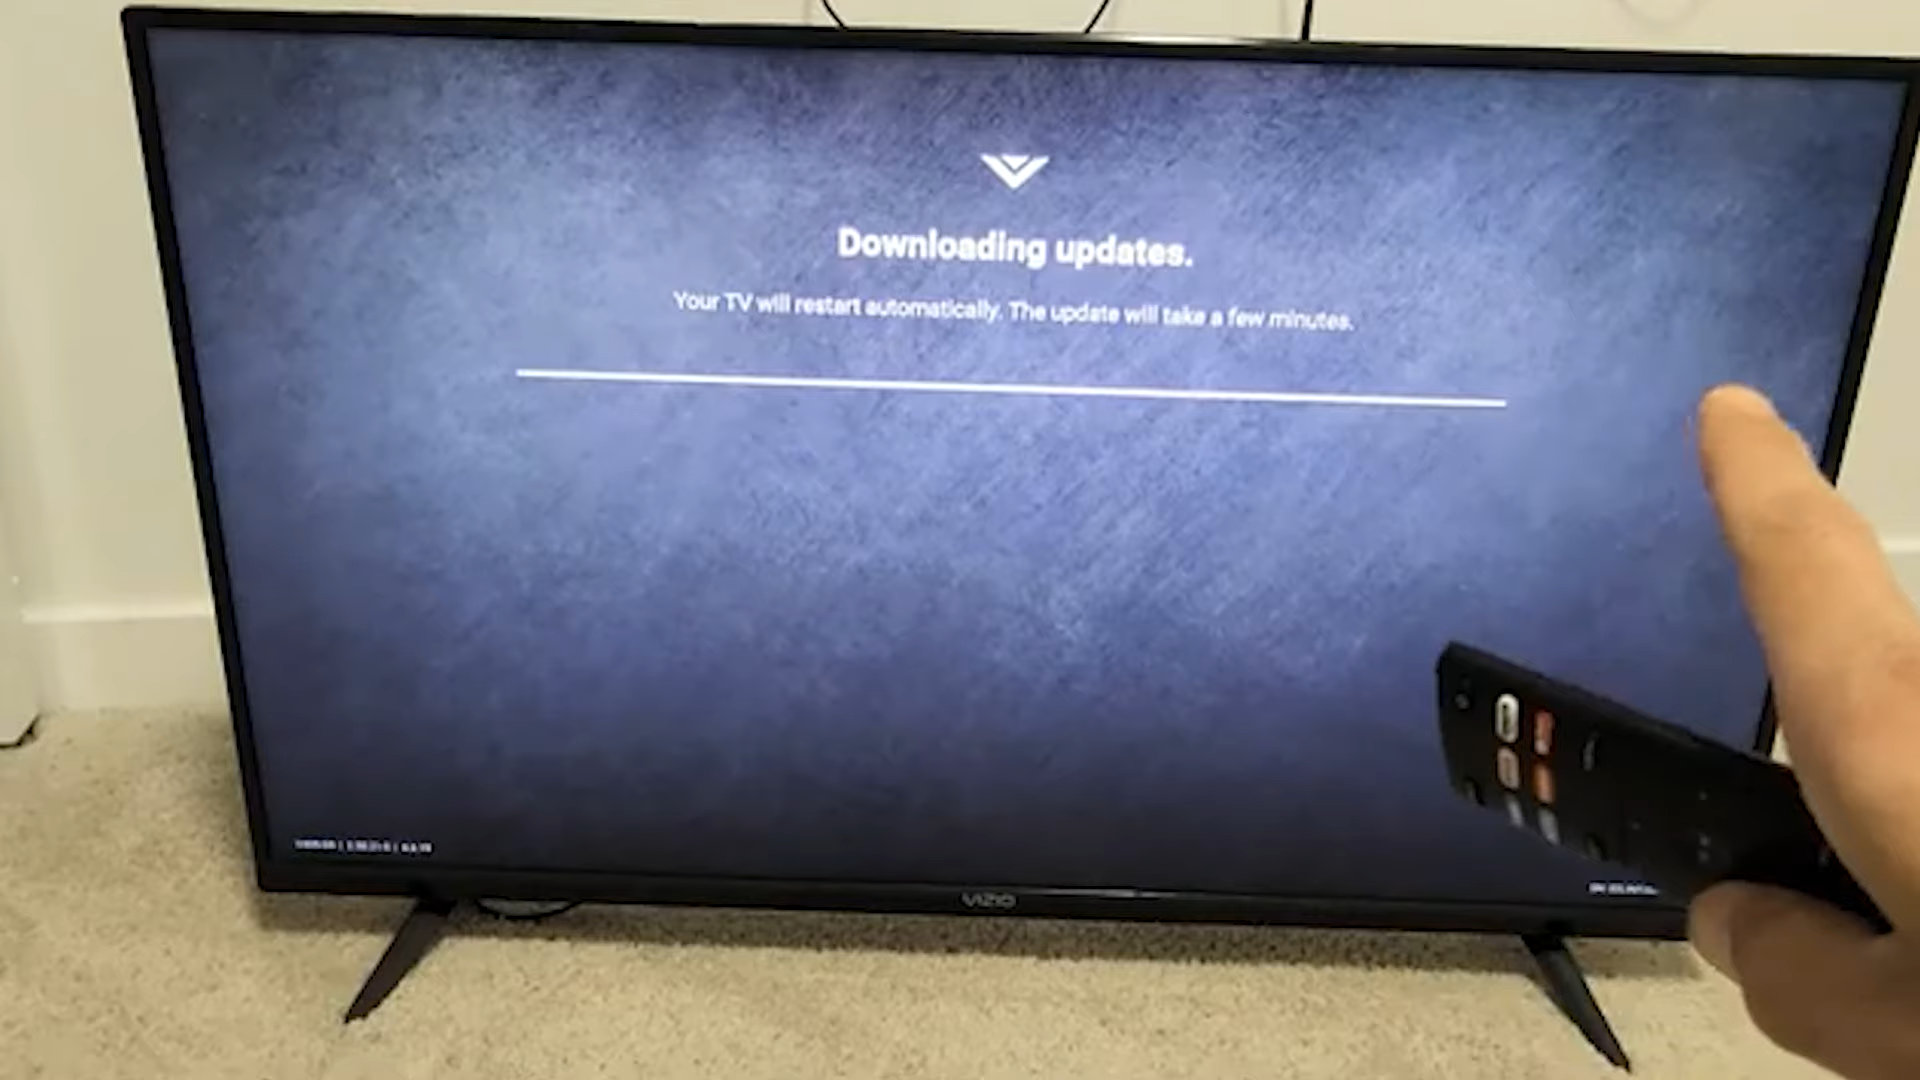 Downloading updates.
Your TV will restart automatically. The update will take a few minutes.
VIZIO